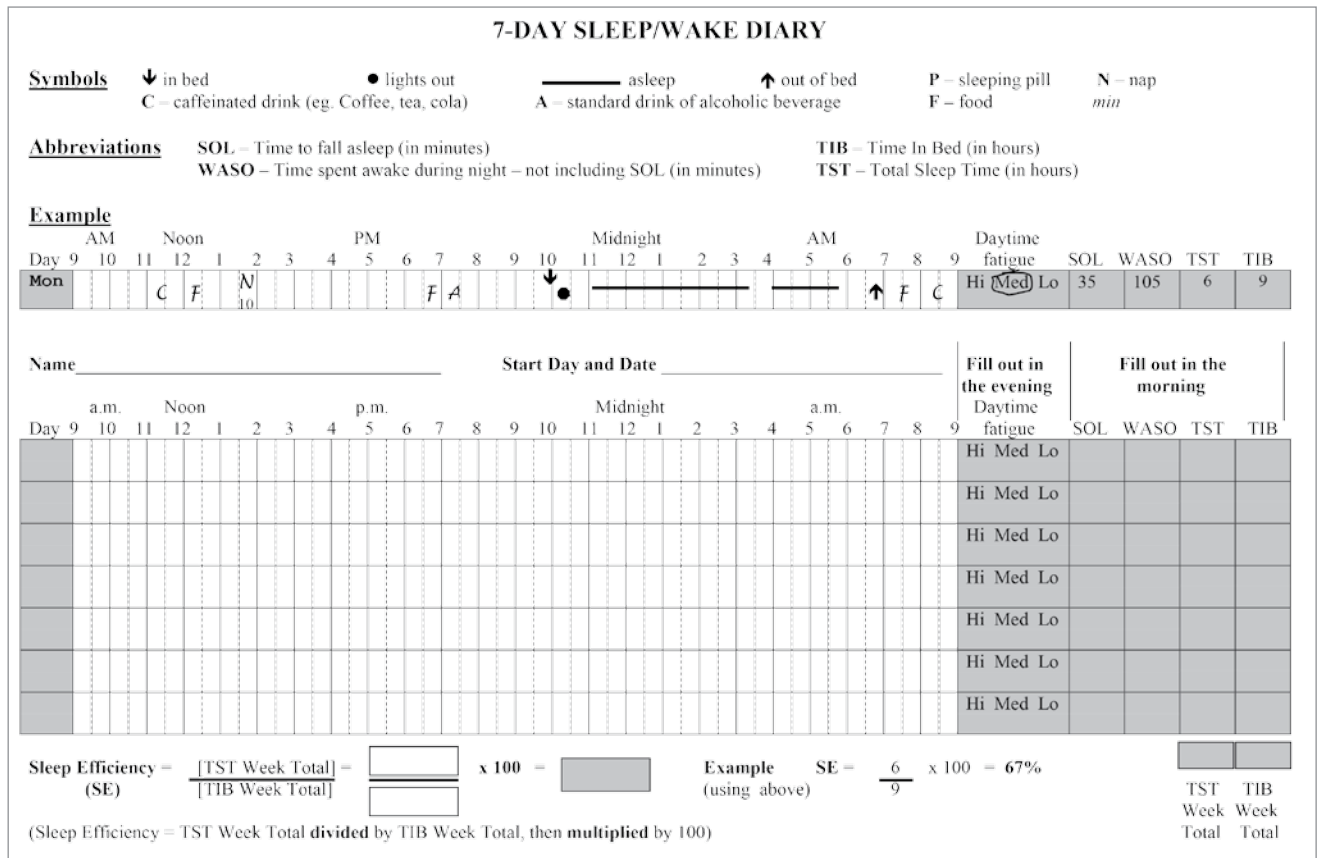 7-DAY SLEEP/WAKE DIARY
Symbols in bed lights out asleep out of bed P – sleeping pill N – nap
C – caffeinated drink (eg. Coffee, tea, cola) A – standard drink of alcoholic beverage F – food min
Abbreviations SOL – Time to fall asleep (in minutes) TIB – Time In Bed (in hours)
WASO – Time spent awake during night – not including SOL (in minutes) TST – Total Sleep Time (in hours)
Example
AM Noon PM Midnight AM Daytime
Day 9 10 11 12 1 2 3 4 5 6 7 8 9 10 11 12 1 2 3 4 5 6 7 8 9 fatigue SOL WASO TST TIB
Mon C F N F A F C Hi Med Lo 35 105 6 9
10
Name Start Day and Date Fill out in Fill out in the
the evening morning
a.m. Noon p.m. Midnight a.m. Daytime
Day 9 10 11 12 1 2 3 4 5 6 7 8 9 10 11 12 1 2 3 4 5 6 7 8 9 fatigue SOL WASO TST TIB
Hi Med Lo
Hi Med Lo
Hi Med Lo
Hi Med Lo
Hi Med Lo
Hi Med Lo
Hi Med Lo
Sleep Efficiency = [TST Week Total] = x 100 = Example SE = 6 x 100 = 67%
(SE) [TIB Week Total] (using above) 9 TST TIB
Week Week
(Sleep Efficiency = TST Week Total divided by TIB Week Total, then multiplied by 100) Total Total